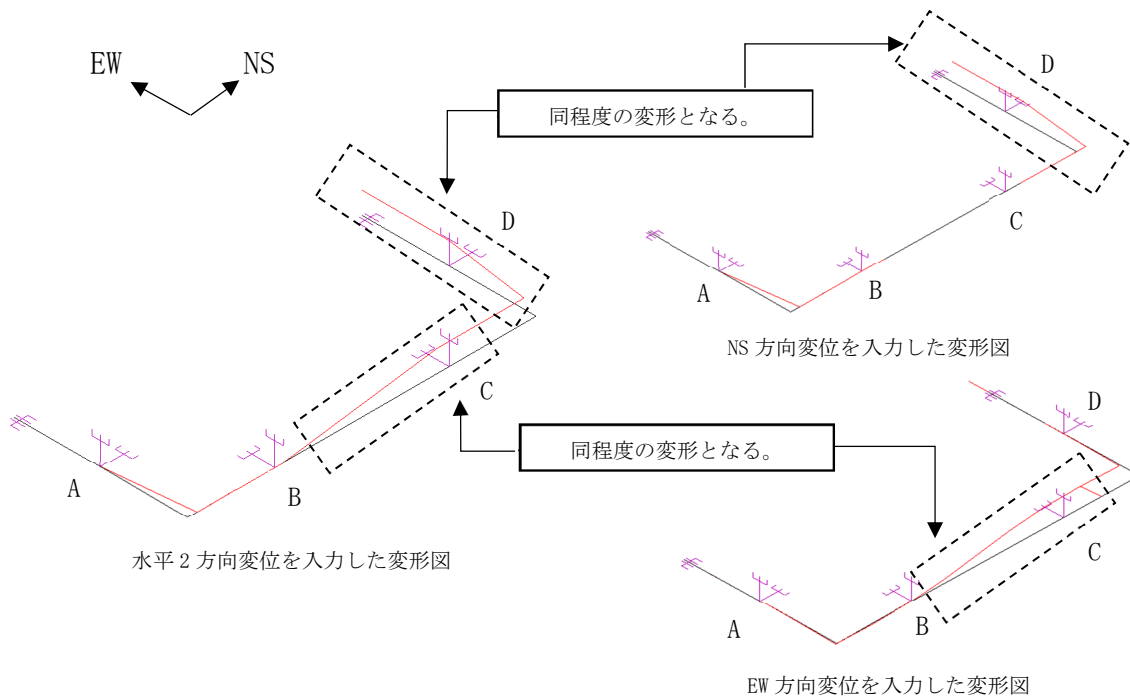 EW
NS
同程度の変形となる。
D
A
B
C
NS 方向変位を入力した変形図
D
C
A
B
水平 2 方向変位を入力した変形図
同程度の変形となる。
D
C
B
A
EW 方向変位を入力した変形図